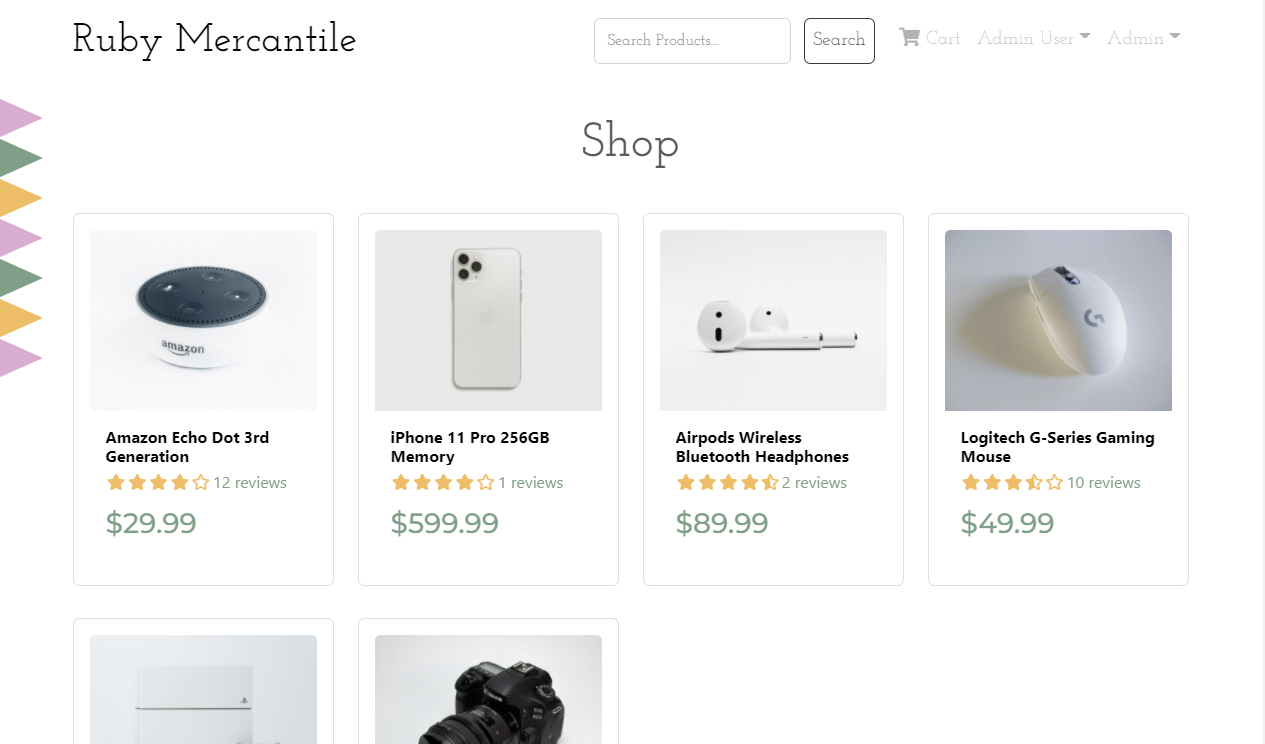 Ruby Mercantile
Search Products...
Search
Cart
Admin User
Admin
Shop
amazon
Amazon Echo Dot 3rd
Generation
12 reviews
$29.99
iPhone 11 Pro 256GB
Memory
1 reviews
$599.99
Airpods Wireless
Bluetooth Headphones
2 reviews
$89.99
G
Logitech G-Series Gaming
Mouse
10 reviews
$49.99
Canon
EOS